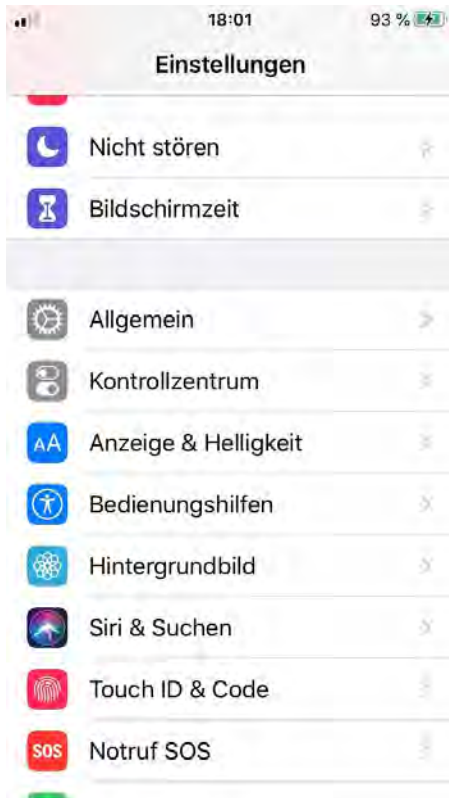 18:01 93 %
Einstellungen
Nicht stören
Bildschirmzeit
Allgemein
Kontrollzentrum
AA Anzeige & Helligkeit
Bedienungshilfen
Hintergrundbild
Siri & Suchen
Touch ID & Code
SOS Notruf SOS